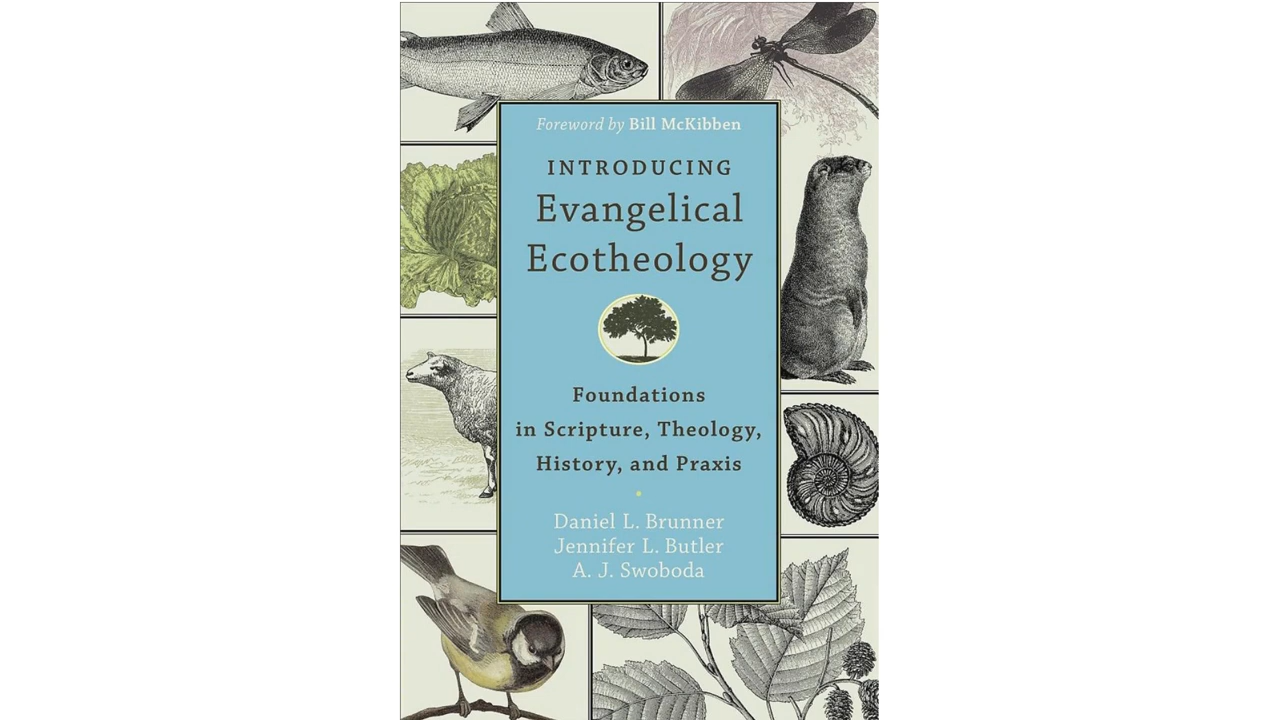 Foreword by Bill McKibben
INTRODUCING
Evangelical
Ecotheology
Foundations
in Scripture, Theology,
History, and Praxis
Daniel L. Brunner
Jennifer L. Butler
A. J. Swoboda